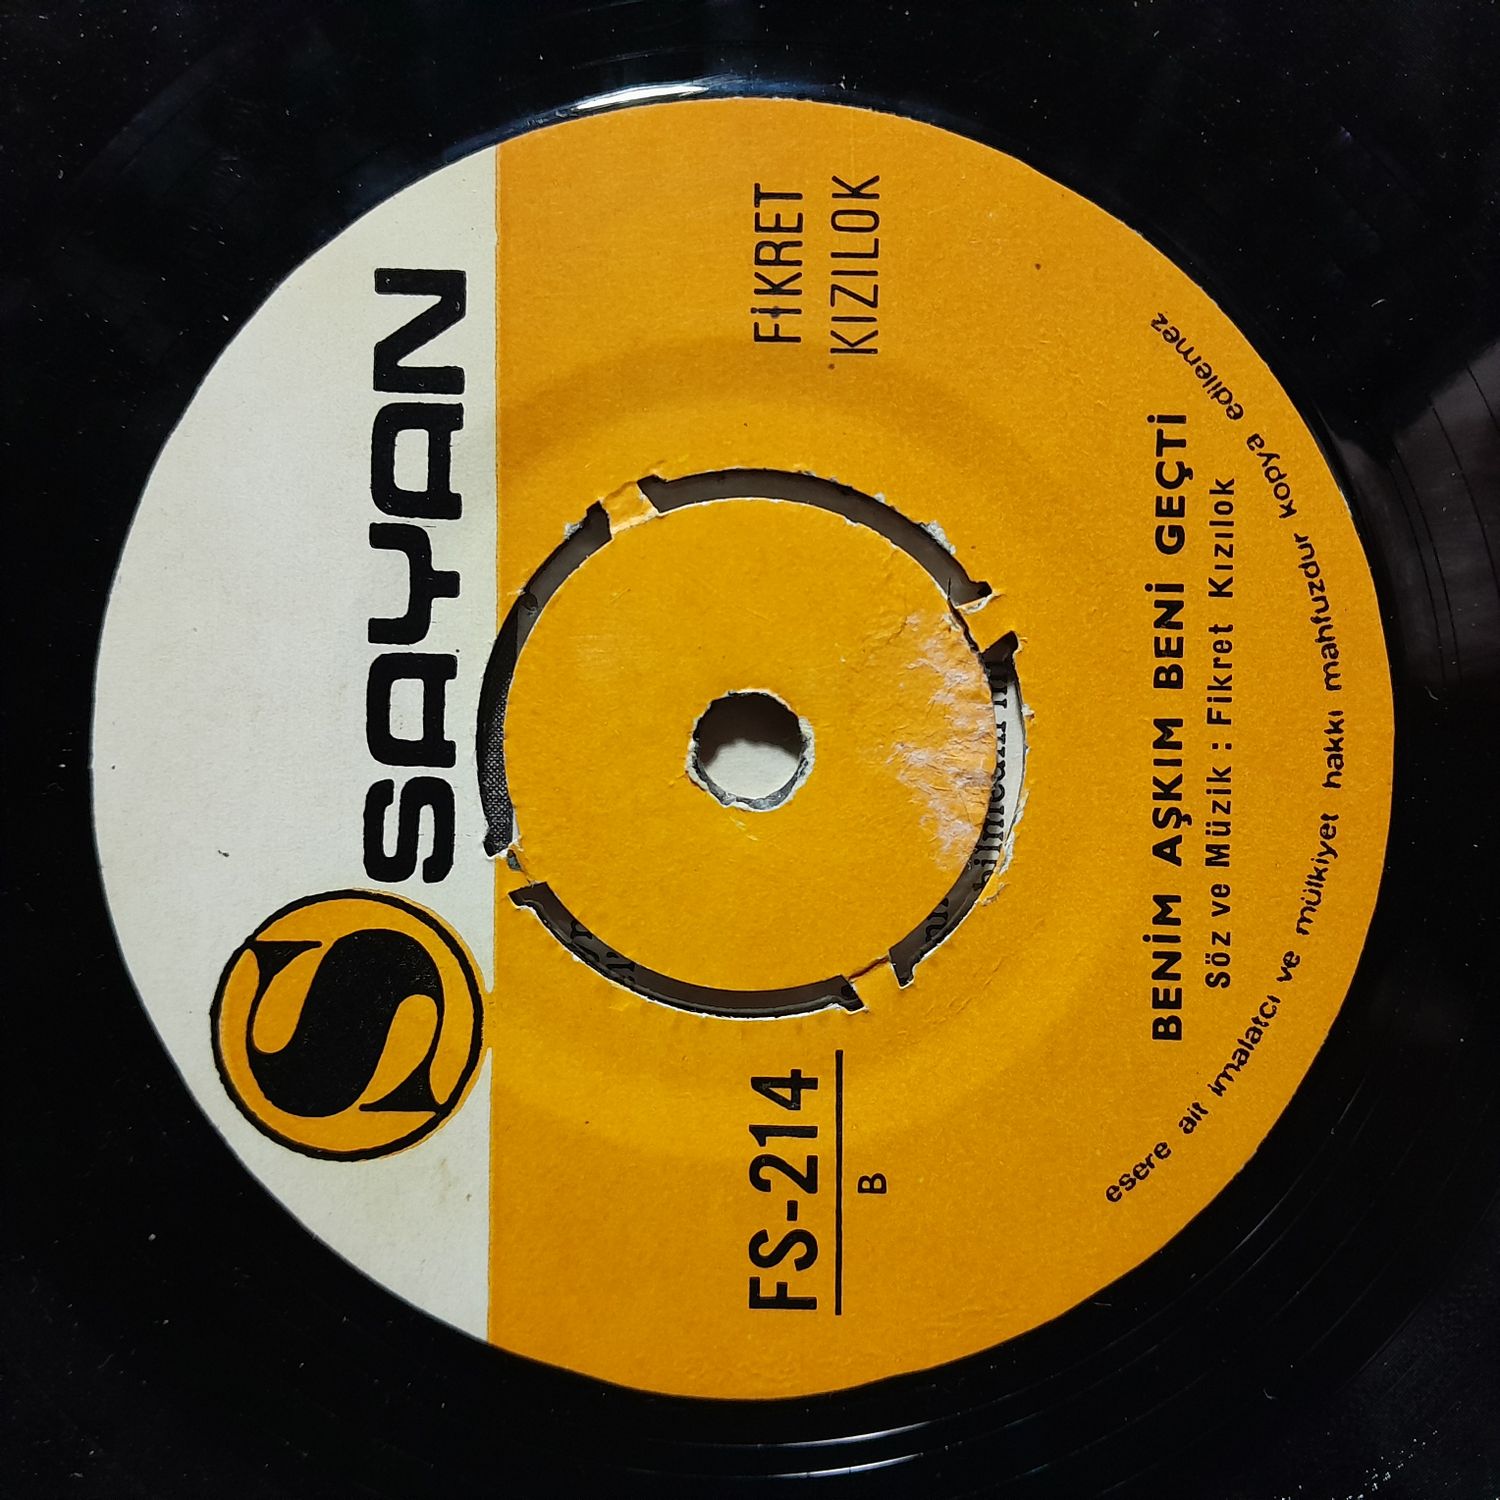 S SAYAN
FİKRET
KIZILOK
FS-214
B
BENİM AŞKIM BENİ GEÇTİ
Söz ve Müzik : Fikret Kızılok
esere ait imalatcı ve mülkiyet hakkı mahfuzdur kopya edilemez